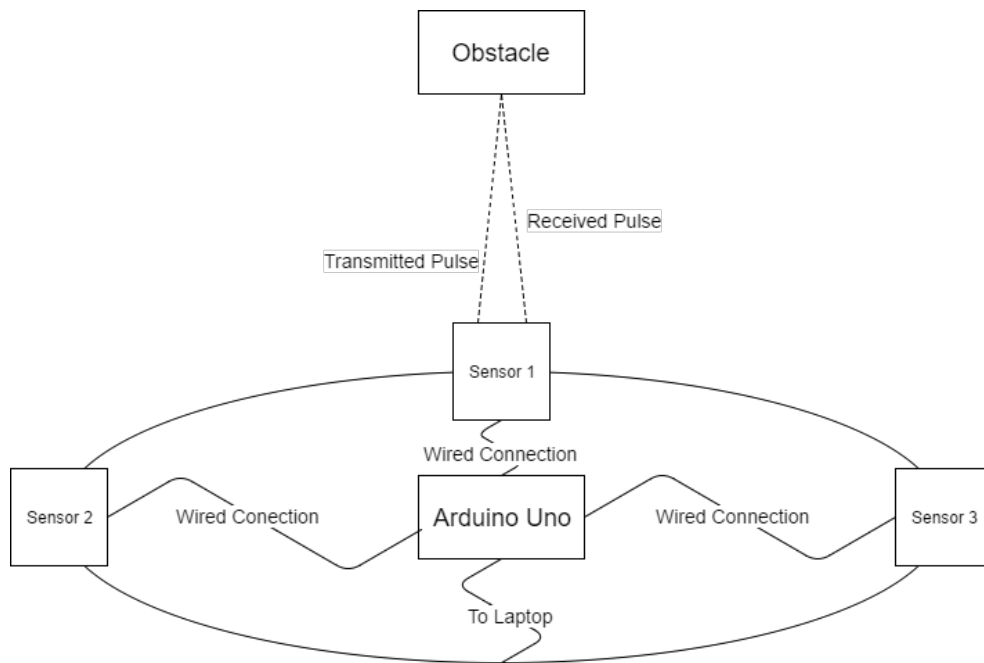 Obstacle
Received Pulse
Transmitted Pulse
Sensor 1
Wired Connection
Sensor 2
Wired Conection
Arduino Uno
Wired Connection
Sensor 3
To Laptop